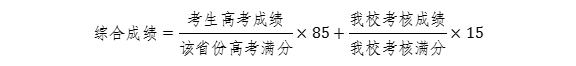 综合成绩 = 考生高考成绩 / 该省份高考满分 × 85 + 我校考核成绩 / 我校考核满分 × 15